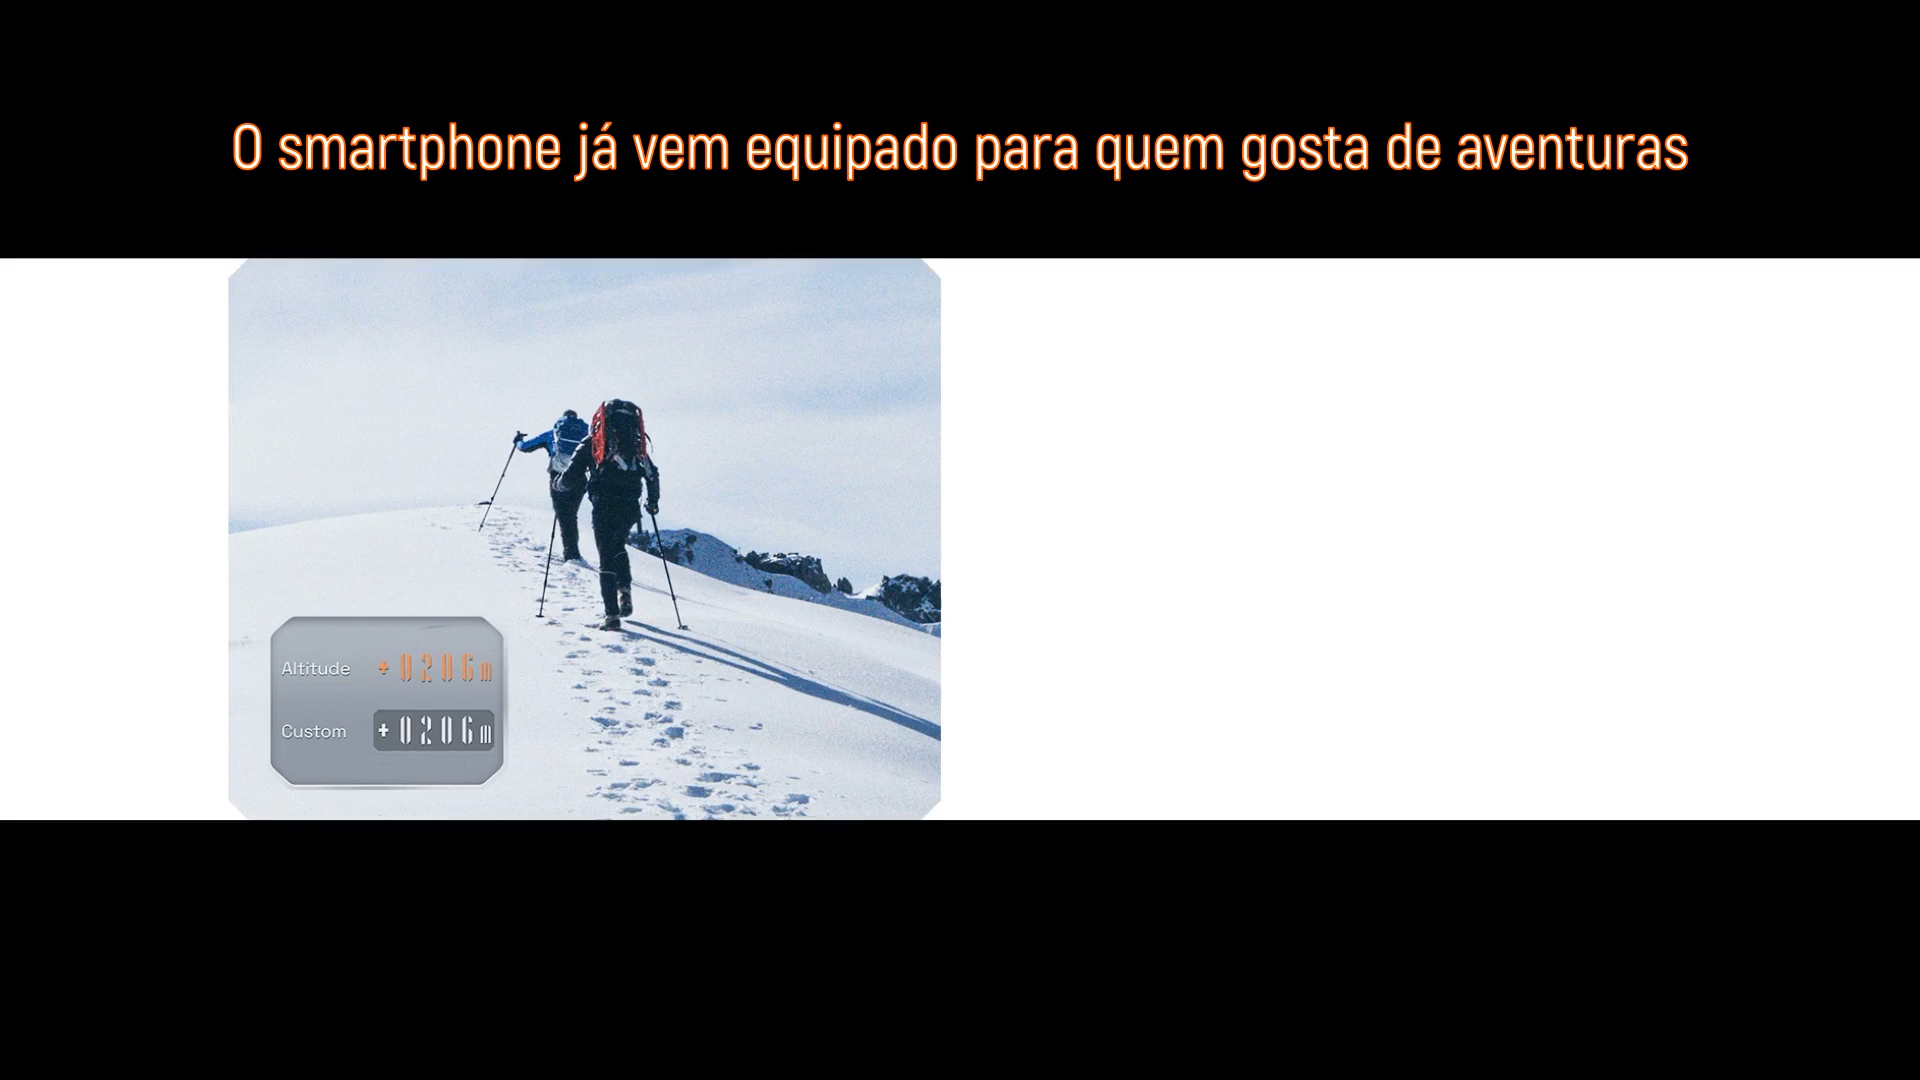 O smartphone já vem equipado para quem gosta de aventuras
Altitude +0206m
Custom +0206m